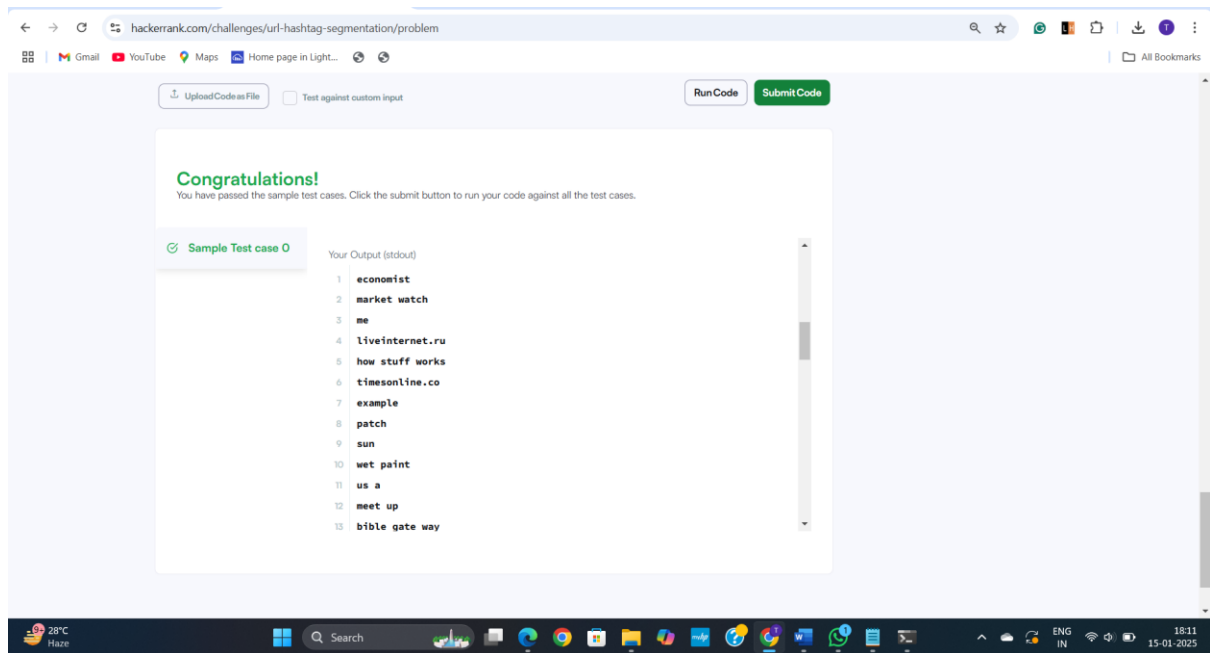 hackerrank.com/challenges/url-hashtag-segmentation/problem
Gmail YouTube Maps Home page in Light... All Bookmarks
Upload Code as File Test against custom input Run Code Submit Code
Congratulations!
You have passed the sample test cases. Click the submit button to run your code against all the test cases.
Sample Test case 0
Your Output (stdout)
1 economist
2 market watch
3 me
4 liveinternet.ru
5 how stuff works
6 timesonline.co
7 example
8 patch
9 sun
10 wet paint
11 us a
12 meet up
13 bible gate way
9+ 28°C
Haze
Search
ENG
IN
18:11
15-01-2025